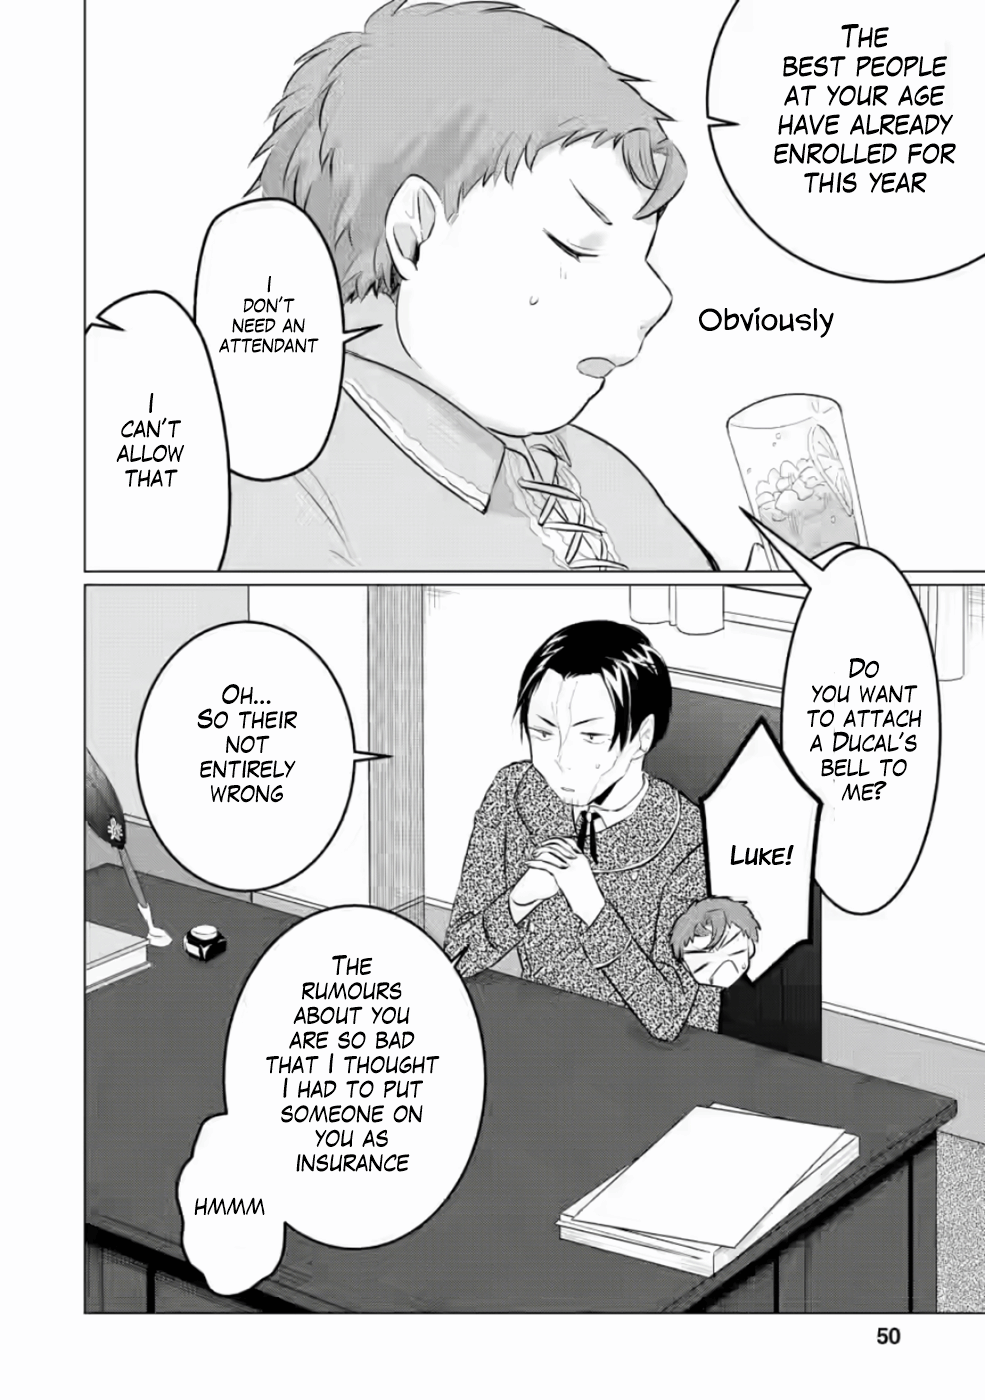 The
best people
at your age
have already
enrolled for
this year
Obviously
I
don't
need an
attendant
I
can't
allow
that
Do
you want
to attach
a Ducal's
bell to
me?
Luke!
Oh...
So their
not
entirely
wrong
The
rumours
about you
are so bad
that I thought
I had to put
someone on
you as
insurance
Hmmm
50